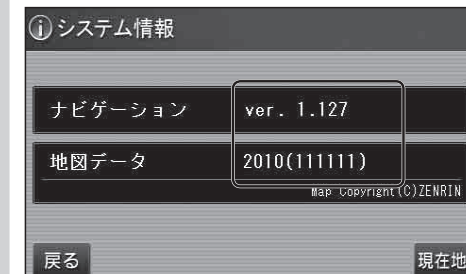 システム情報
ナビゲーション ver. 1.127
地図データ 2010(111111)
Map Copyright(C)ZENRIN
戻る 現在地